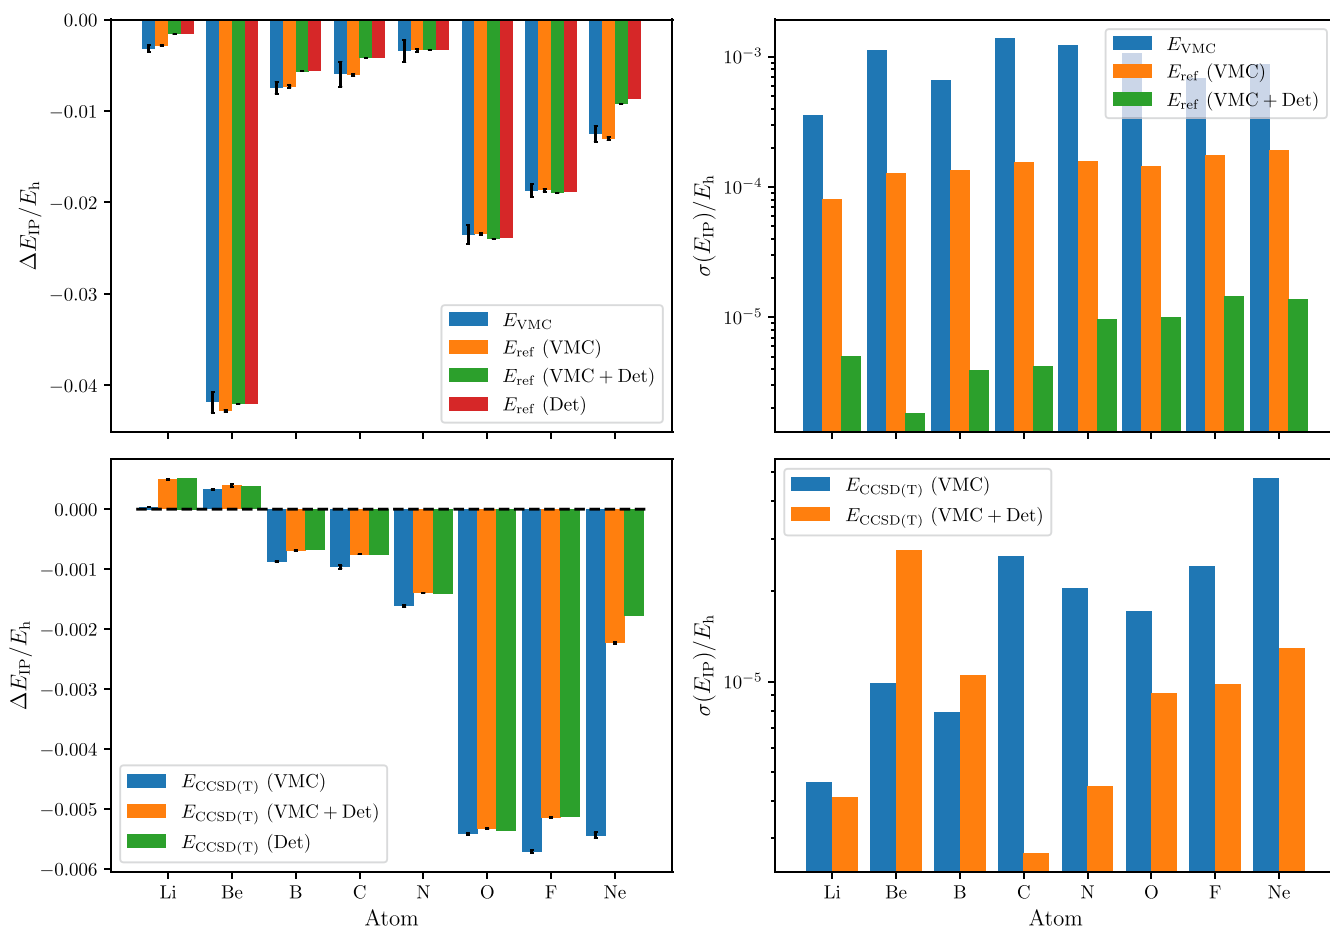 0.00
−0.01
−0.02
−0.03
−0.04
ΔE_IP/E_h
E_VMC
E_ref (VMC)
E_ref (VMC + Det)
E_ref (Det)
10⁻³
10⁻⁴
10⁻⁵
σ(E_IP)/E_h
E_VMC
E_ref (VMC)
E_ref (VMC + Det)
0.000
−0.001
−0.002
−0.003
−0.004
−0.005
−0.006
ΔE_IP/E_h
E_CCSD(T) (VMC)
E_CCSD(T) (VMC + Det)
E_CCSD(T) (Det)
Li Be B C N O F Ne
Atom
E_CCSD(T) (VMC)
E_CCSD(T) (VMC + Det)
10⁻⁵
σ(E_IP)/E_h
Li Be B C N O F Ne
Atom